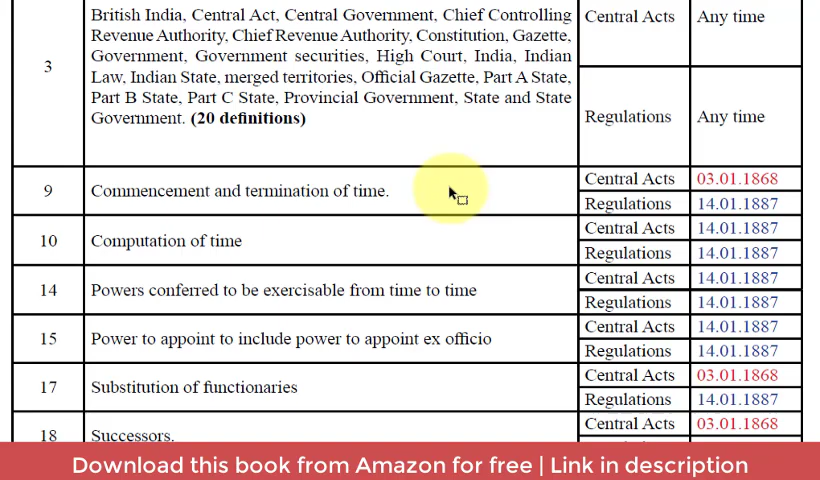 British India, Central Act, Central Government, Chief Controlling
Revenue Authority, Chief Revenue Authority, Constitution, Gazette,
Government, Government securities, High Court, India, Indian
Law, Indian State, merged territories, Official Gazette, Part A State,
Part B State, Part C State, Provincial Government, State and State
Government. (20 definitions)
3
Central Acts Any time
Regulations Any time
9 Commencement and termination of time.
Central Acts 03.01.1868
Regulations 14.01.1887
10 Computation of time
Central Acts 14.01.1887
Regulations 14.01.1887
14 Powers conferred to be exercisable from time to time
Central Acts 14.01.1887
Regulations 14.01.1887
15 Power to appoint to include power to appoint ex officio
Central Acts 14.01.1887
Regulations 14.01.1887
17 Substitution of functionaries
Central Acts 03.01.1868
Regulations 14.01.1887
18 Successors.
Central Acts 03.01.1868
Download this book from Amazon for free | Link in description